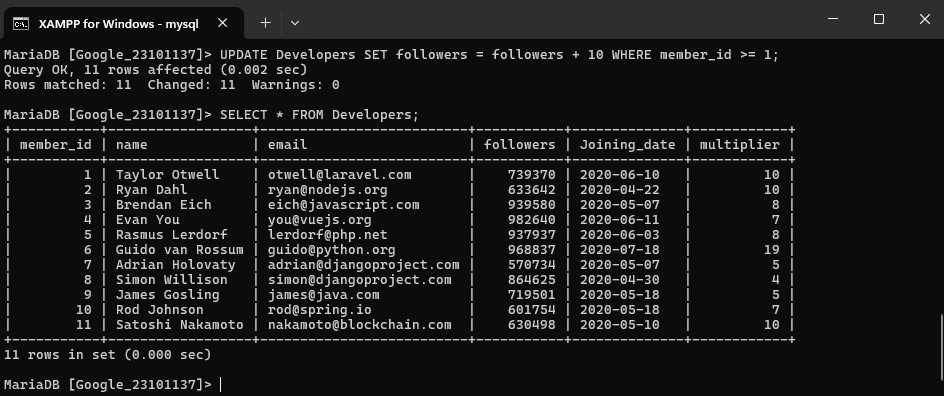 XAMPP for Windows - mysql
MariaDB [Google_23101137]> UPDATE Developers SET followers = followers + 10 WHERE member_id >= 1;
Query OK, 11 rows affected (0.002 sec)
Rows matched: 11  Changed: 11  Warnings: 0
MariaDB [Google_23101137]> SELECT * FROM Developers;
+-----------+------------------+--------------------------+-----------+--------------+------------+
| member_id | name             | email                    | followers | Joining_date | multiplier |
+-----------+------------------+--------------------------+-----------+--------------+------------+
|         1 | Taylor Otwell    | otwell@laravel.com       |    739370 | 2020-06-10   |         10 |
|         2 | Ryan Dahl        | ryan@nodejs.org          |    633642 | 2020-04-22   |         10 |
|         3 | Brendan Eich     | eich@javascript.com      |    939580 | 2020-05-07   |          8 |
|         4 | Evan You         | you@vuejs.org            |    982640 | 2020-06-11   |          7 |
|         5 | Rasmus Lerdorf   | lerdorf@php.net          |    937937 | 2020-06-03   |          8 |
|         6 | Guido van Rossum | guido@python.org         |    968837 | 2020-07-18   |         19 |
|         7 | Adrian Holovaty  | adrian@djangoproject.com |    570734 | 2020-05-07   |          5 |
|         8 | Simon Willison   | simon@djangoproject.com  |    864625 | 2020-04-30   |          4 |
|         9 | James Gosling    | james@java.com           |    719501 | 2020-05-18   |          5 |
|        10 | Rod Johnson      | rod@spring.io            |    601754 | 2020-05-18   |          7 |
|        11 | Satoshi Nakamoto | nakamoto@blockchain.com  |    630498 | 2020-05-10   |         10 |
+-----------+------------------+--------------------------+-----------+--------------+------------+
11 rows in set (0.000 sec)
MariaDB [Google_23101137]>